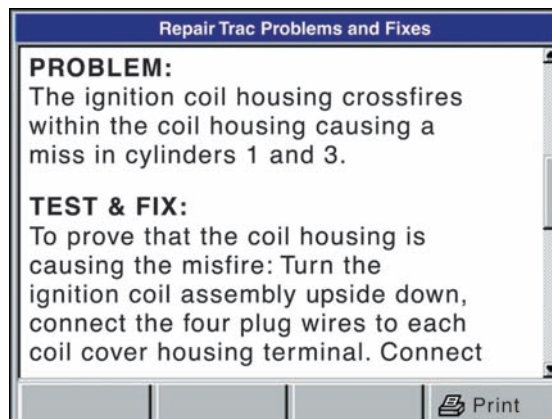 Repair Trac Problems and Fixes
PROBLEM:
The ignition coil housing crossfires
within the coil housing causing a
miss in cylinders 1 and 3.
TEST & FIX:
To prove that the coil housing is
causing the misfire: Turn the
ignition coil assembly upside down,
connect the four plug wires to each
coil cover housing terminal. Connect
Print